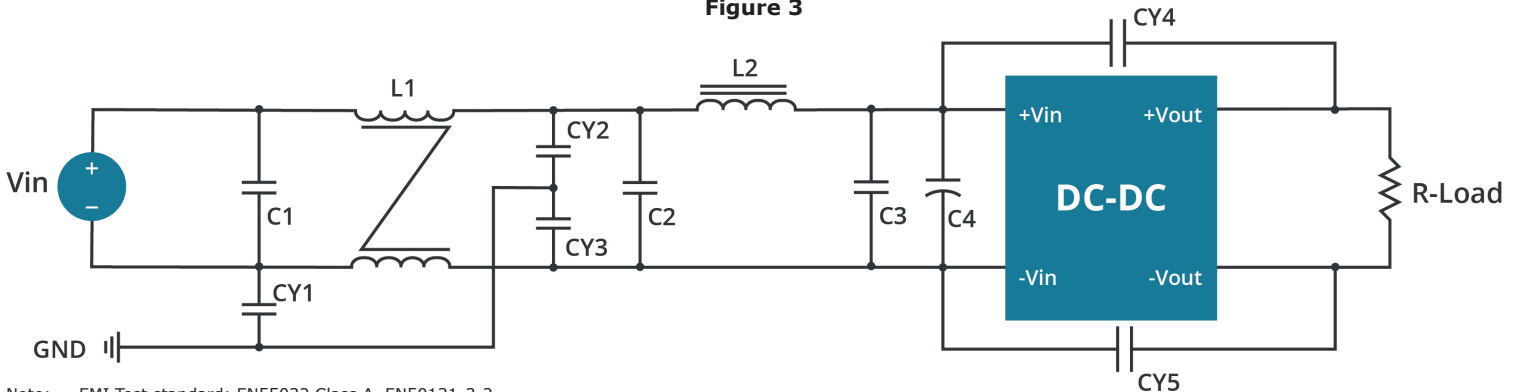 Figure 3
CY4
L2
L1
+Vin
+Vout
CY2
Vin
+
−
DC-DC
R-Load
C1
C2
C3
C4
CY3
-Vin
-Vout
CY1
GND
CY5